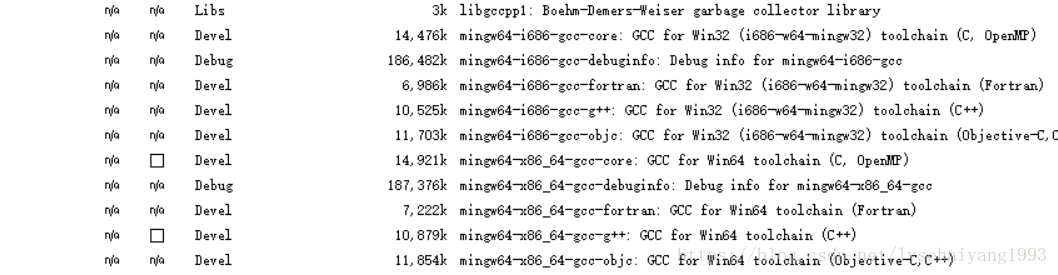 n/a n/a Libs 3k libgccpp1: Boehm-Demers-Weiser garbage collector library
n/a n/a Devel 14,476k mingw64-i686-gcc-core: GCC for Win32 (i686-w64-mingw32) toolchain (C, OpenMP)
n/a n/a Debug 186,482k mingw64-i686-gcc-debuginfo: Debug info for mingw64-i686-gcc
n/a n/a Devel 6,986k mingw64-i686-gcc-fortran: GCC for Win32 (i686-w64-mingw32) toolchain (Fortran)
n/a n/a Devel 10,525k mingw64-i686-gcc-g++: GCC for Win32 (i686-w64-mingw32) toolchain (C++)
n/a n/a Devel 11,703k mingw64-i686-gcc-objc: GCC for Win32 (i686-w64-mingw32) toolchain (Objective-C,C
n/a Devel 14,921k mingw64-x86_64-gcc-core: GCC for Win64 toolchain (C, OpenMP)
n/a n/a Debug 187,376k mingw64-x86_64-gcc-debuginfo: Debug info for mingw64-x86_64-gcc
n/a n/a Devel 7,222k mingw64-x86_64-gcc-fortran: GCC for Win64 toolchain (Fortran)
n/a Devel 10,879k mingw64-x86_64-gcc-g++: GCC for Win64 toolchain (C++)
n/a n/a Devel 11,854k mingw64-x86_64-gcc-objc: GCC for Win64 toolchain (Objective-C,C++)